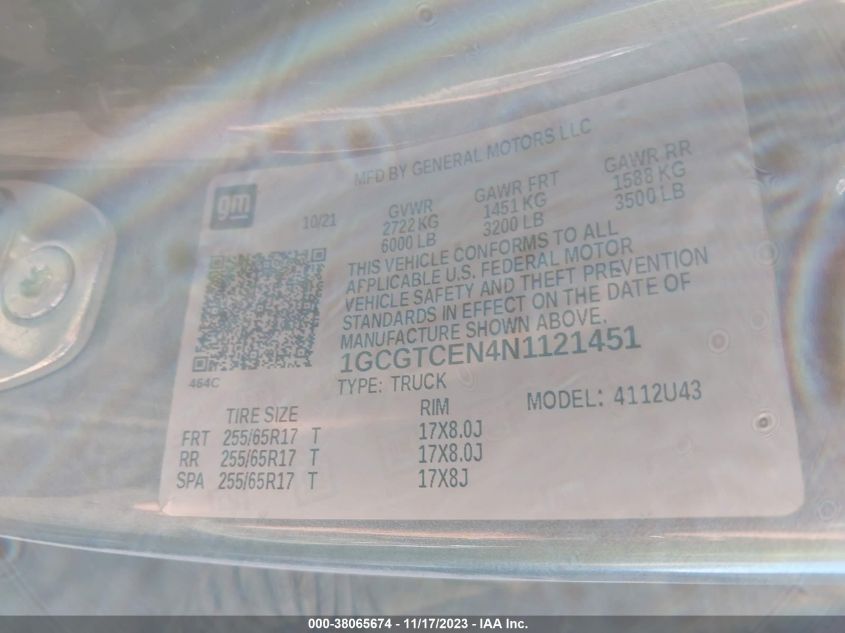 MFD BY GENERAL MOTORS LLC
gm
10/21
GVWR GAWR FRT GAWR RR
2722 KG 1451 KG 1588 KG
6000 LB 3200 LB 3500 LB
THIS VEHICLE CONFORMS TO ALL
APPLICABLE U.S. FEDERAL MOTOR
VEHICLE SAFETY AND THEFT PREVENTION
STANDARDS IN EFFECT ON THE DATE OF
MANUFACTURE SHOWN ABOVE.
1GCGTCEN4N1121451
464C
TYPE: TRUCK
MODEL: 4112U43
TIRE SIZE RIM
FRT 255/65R17 T 17X8.0J
RR 255/65R17 T 17X8.0J
SPA 255/65R17 T 17X8J
000-38065674 - 11/17/2023 - IAA Inc.